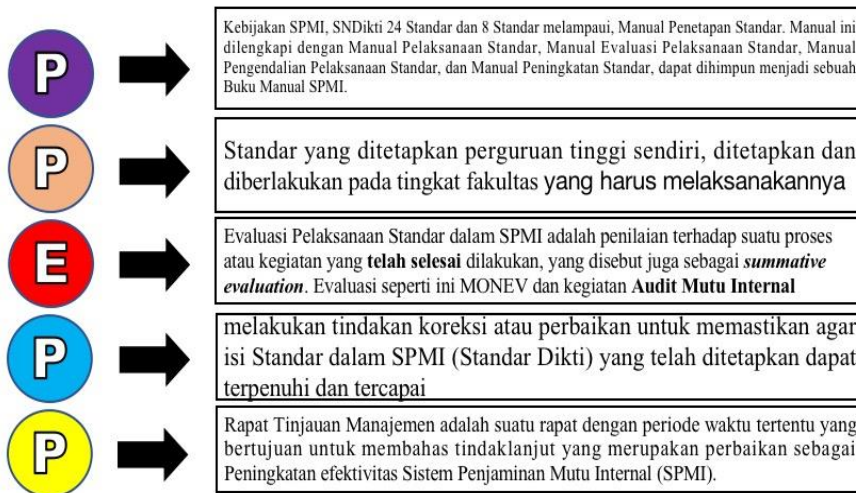 P
Kebijakan SPMI, SNDikti 24 Standar dan 8 Standar melampaui, Manual Penetapan Standar. Manual ini
dilengkapi dengan Manual Pelaksanaan Standar, Manual Evaluasi Pelaksanaan Standar, Manual
Pengendalian Pelaksanaan Standar, dan Manual Peningkatan Standar, dapat dihimpun menjadi sebuah
Buku Manual SPMI.
P
Standar yang ditetapkan perguruan tinggi sendiri, ditetapkan dan
diberlakukan pada tingkat fakultas yang harus melaksanakannya
E
Evaluasi Pelaksanaan Standar dalam SPMI adalah penilaian terhadap suatu proses
atau kegiatan yang telah selesai dilakukan, yang disebut juga sebagai summative
evaluation. Evaluasi seperti ini MONEV dan kegiatan Audit Mutu Internal
P
melakukan tindakan koreksi atau perbaikan untuk memastikan agar
isi Standar dalam SPMI (Standar Dikti) yang telah ditetapkan dapat
terpenuhi dan tercapai
P
Rapat Tinjauan Manajemen adalah suatu rapat dengan periode waktu tertentu yang
bertujuan untuk membahas tindaklanjut yang merupakan perbaikan sebagai
Peningkatan efektivitas Sistem Penjaminan Mutu Internal (SPMI).